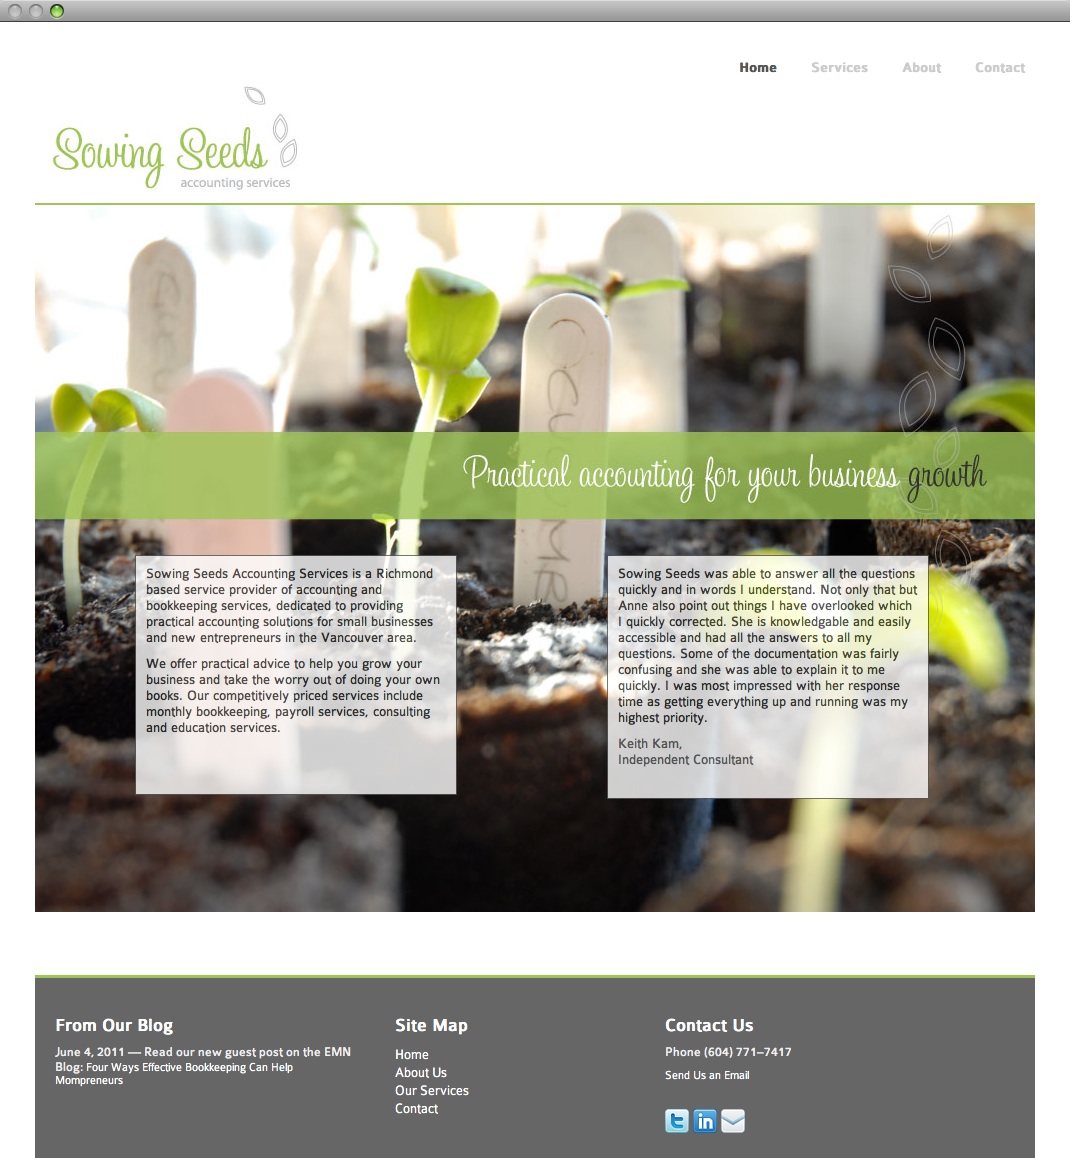 Home Services About Contact
Sowing Seeds
accounting services
Practical accounting for your business growth
Sowing Seeds Accounting Services is a Richmond
based service provider of accounting and
bookkeeping services, dedicated to providing
practical accounting solutions for small businesses
and new entrepreneurs in the Vancouver area.
We offer practical advice to help you grow your
business and take the worry out of doing your own
books. Our competitively priced services include
monthly bookkeeping, payroll services, consulting
and education services.
Sowing Seeds was able to answer all the questions
quickly and in words I understand. Not only that but
Anne also point out things I have overlooked which
I quickly corrected. She is knowledgable and easily
accessible and had all the answers to all my
questions. Some of the documentation was fairly
confusing and she was able to explain it to me
quickly. I was most impressed with her response
time as getting everything up and running was my
highest priority.
Keith Kam,
Independent Consultant
From Our Blog
June 4, 2011 — Read our new guest post on the EMN
Blog: Four Ways Effective Bookkeeping Can Help
Mompreneurs
Site Map
Home
About Us
Our Services
Contact
Contact Us
Phone (604) 771–7417
Send Us an Email